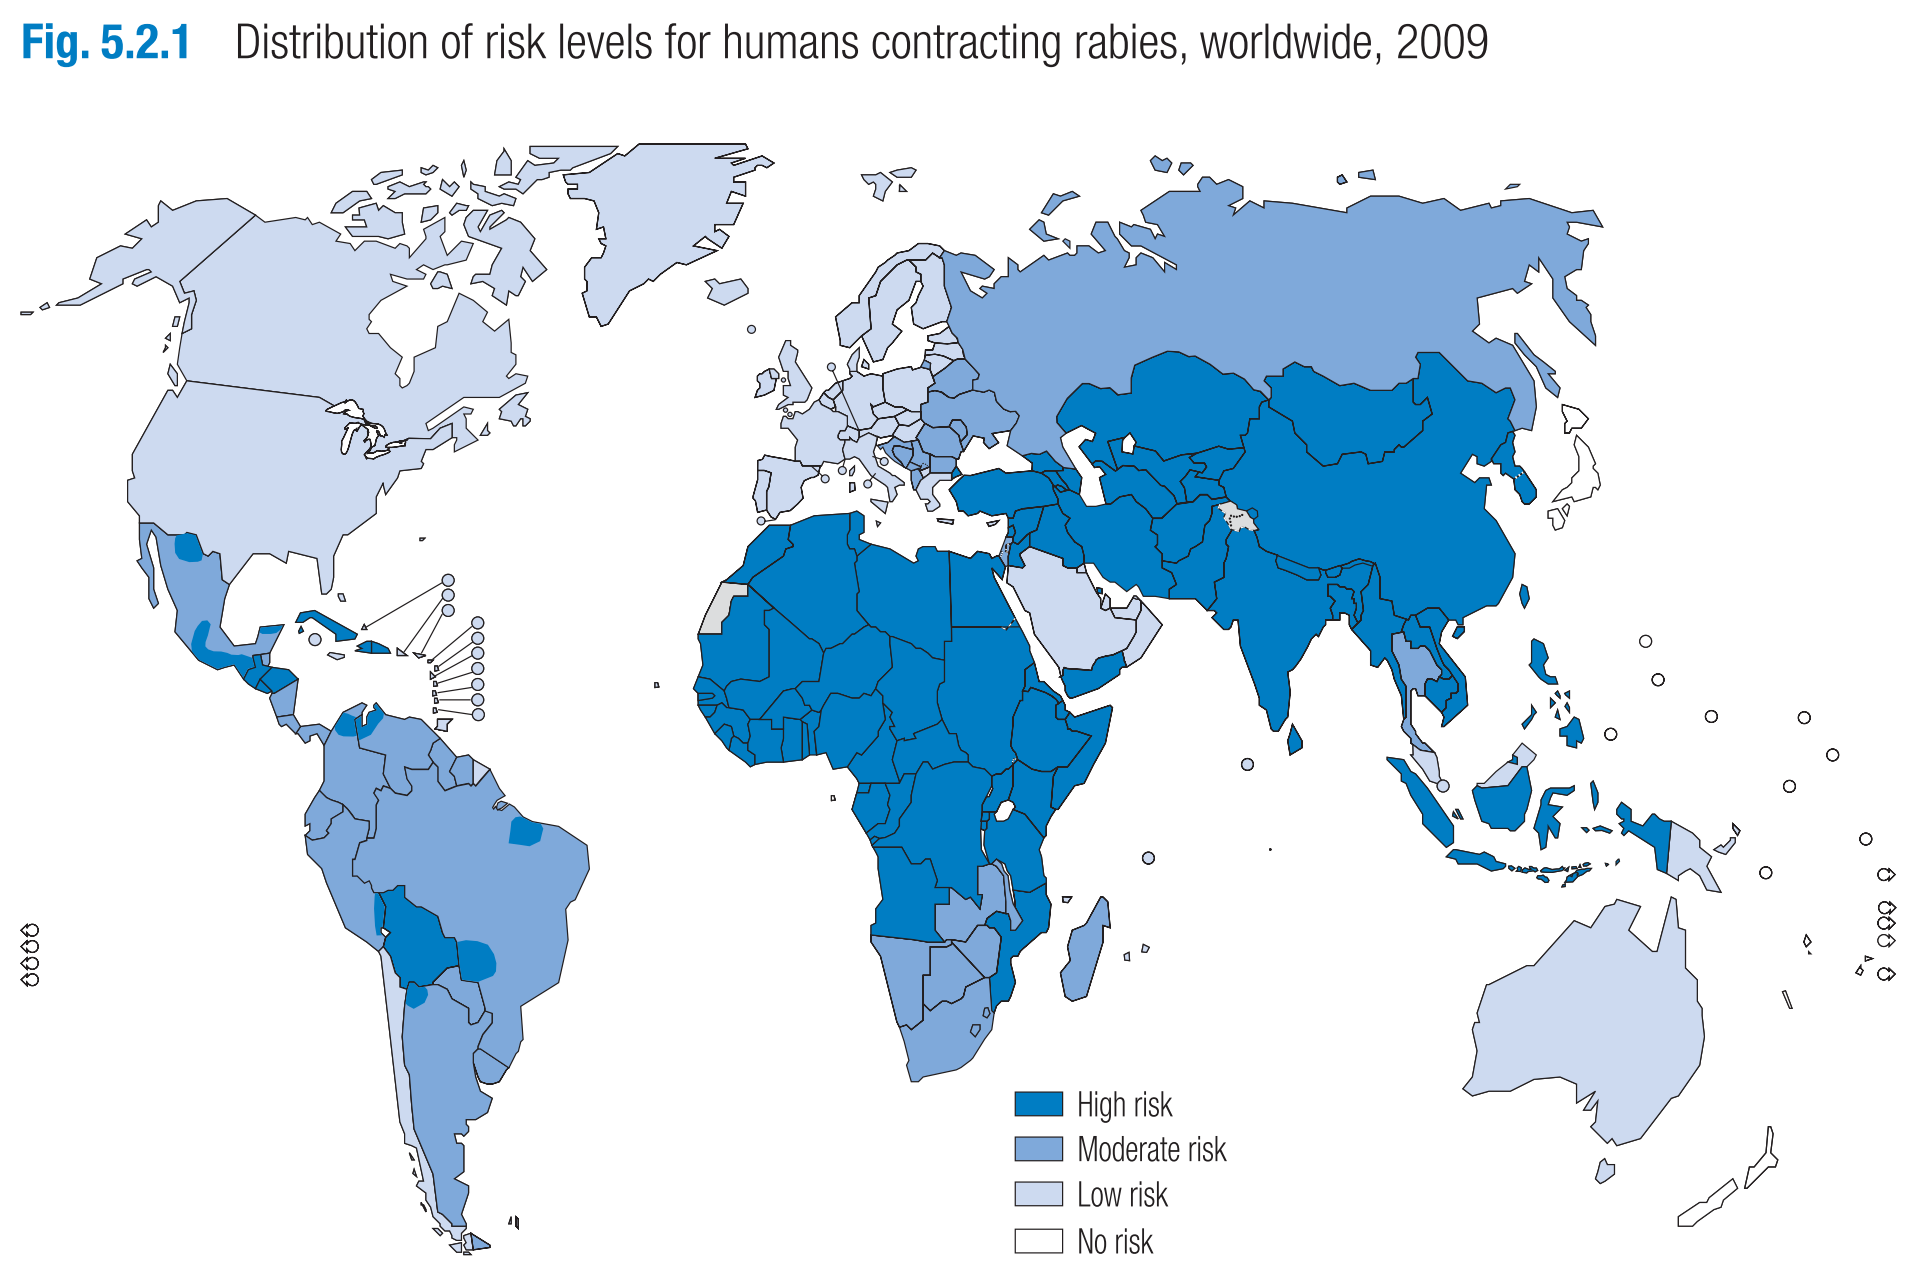 Fig. 5.2.1 Distribution of risk levels for humans contracting rabies, worldwide, 2009
High risk
Moderate risk
Low risk
No risk